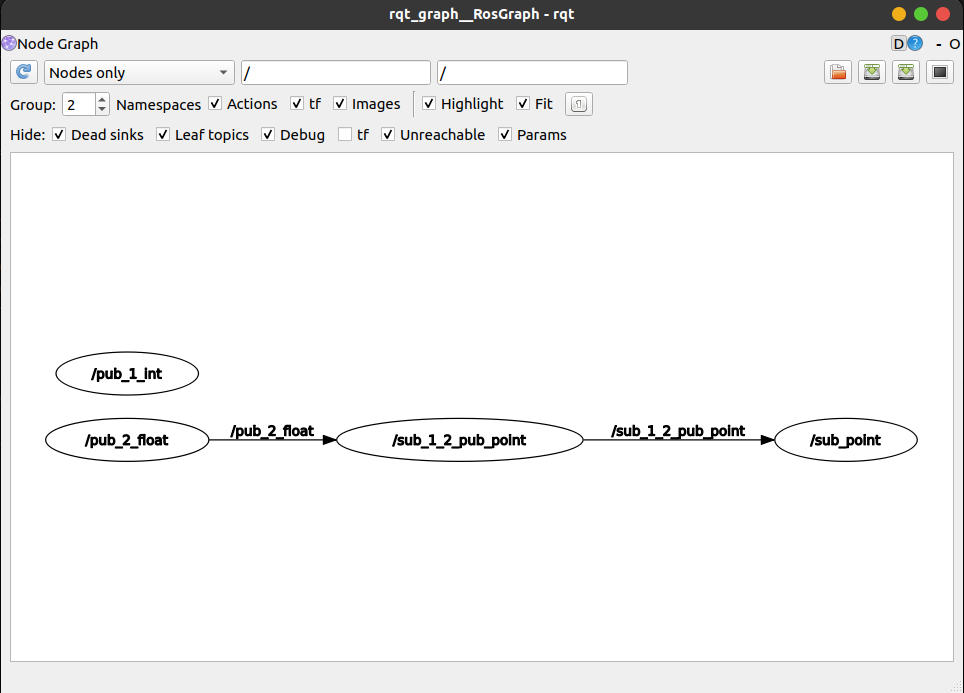 rqt_graph__RosGraph - rqt
Node Graph
D ? - O
Nodes only / /
Group: 2 Namespaces Actions tf Images Highlight Fit
Hide: Dead sinks Leaf topics Debug tf Unreachable Params
/pub_1_int
/pub_2_float /pub_2_float /sub_1_2_pub_point /sub_1_2_pub_point /sub_point